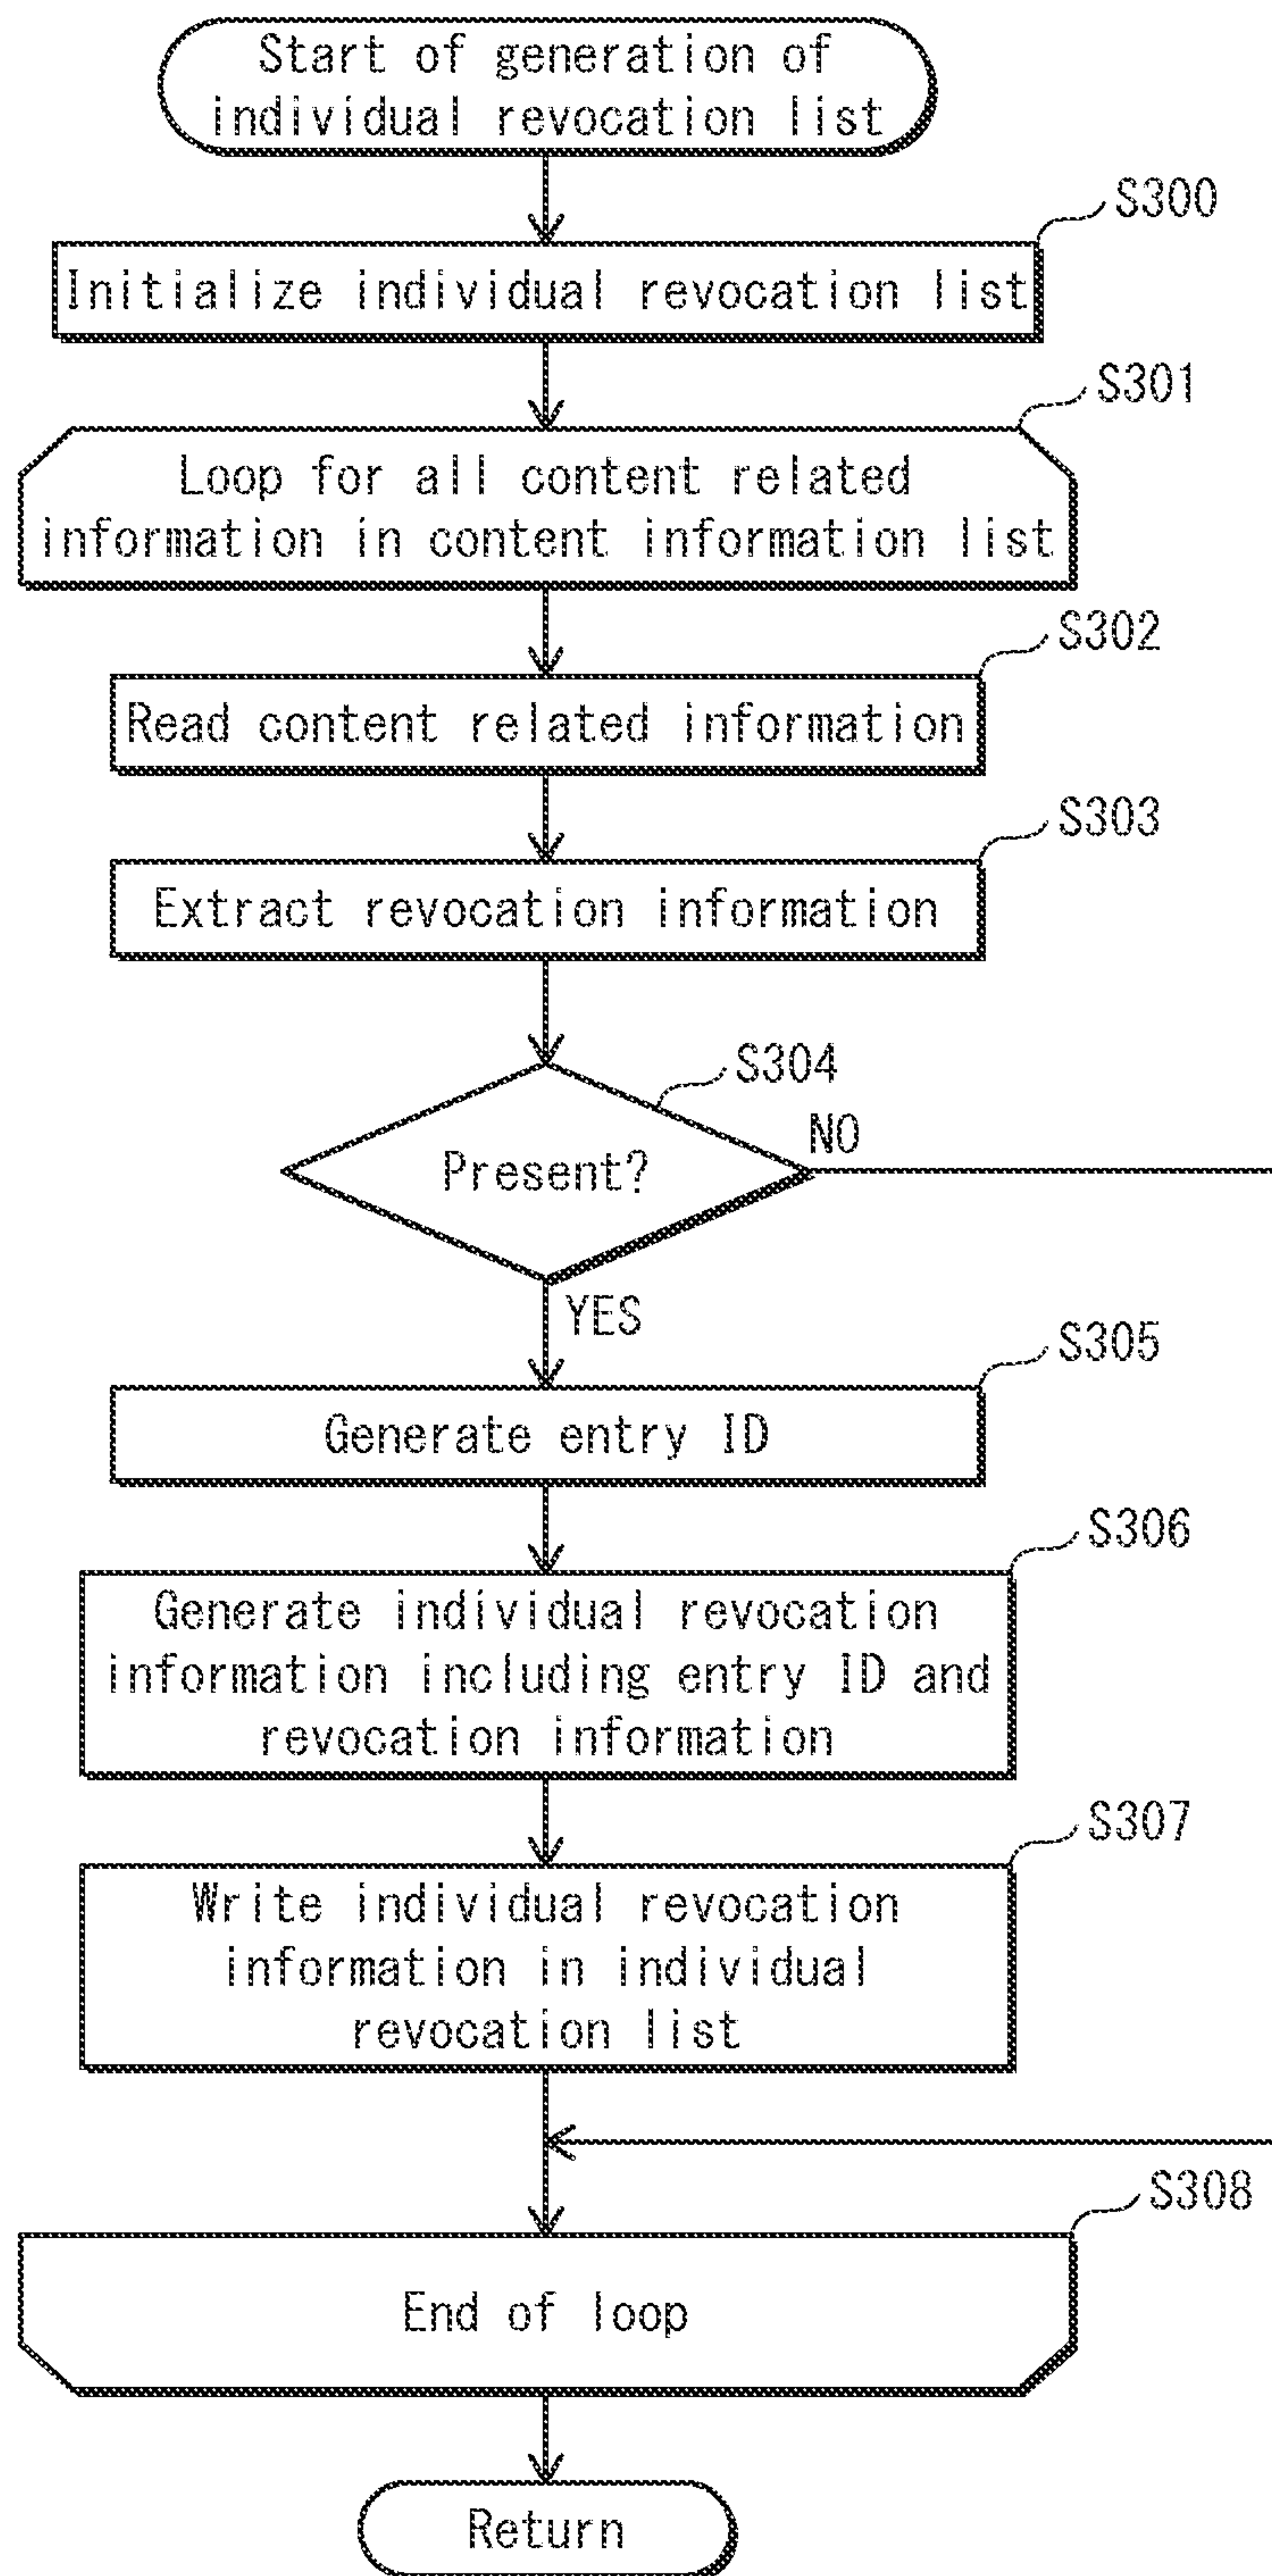 Start of generation of
individual revocation list
S300
Initialize individual revocation list
S301
Loop for all content related
information in content information list
S302
Read content related information
S303
Extract revocation information
S304
Present?
NO
YES
S305
Generate entry ID
S306
Generate individual revocation
information including entry ID and
revocation information
S307
Write individual revocation
information in individual
revocation list
S308
End of loop
Return